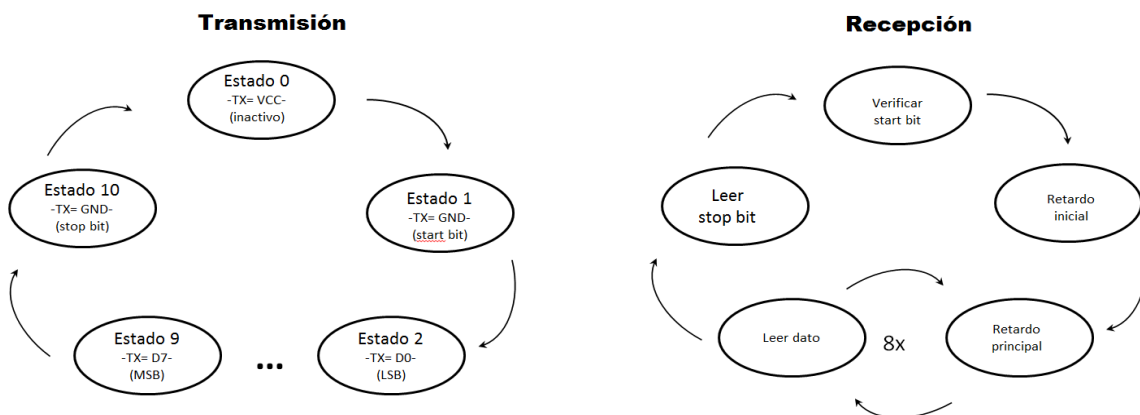 Transmisión
Estado 0
-TX= VCC-
(inactivo)
Estado 1
-TX= GND-
(start bit)
Estado 2
-TX= D0-
(LSB)
...
Estado 9
-TX= D7-
(MSB)
Estado 10
-TX= GND-
(stop bit)
Recepción
Verificar
start bit
Retardo
inicial
Retardo
principal
8x
Leer dato
Leer
stop bit